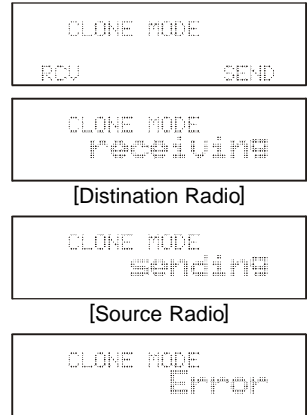 CLONE MODE
RCV SEND
CLONE MODE
receiving
[Distination Radio]
CLONE MODE
sending
[Source Radio]
CLONE MODE
Error